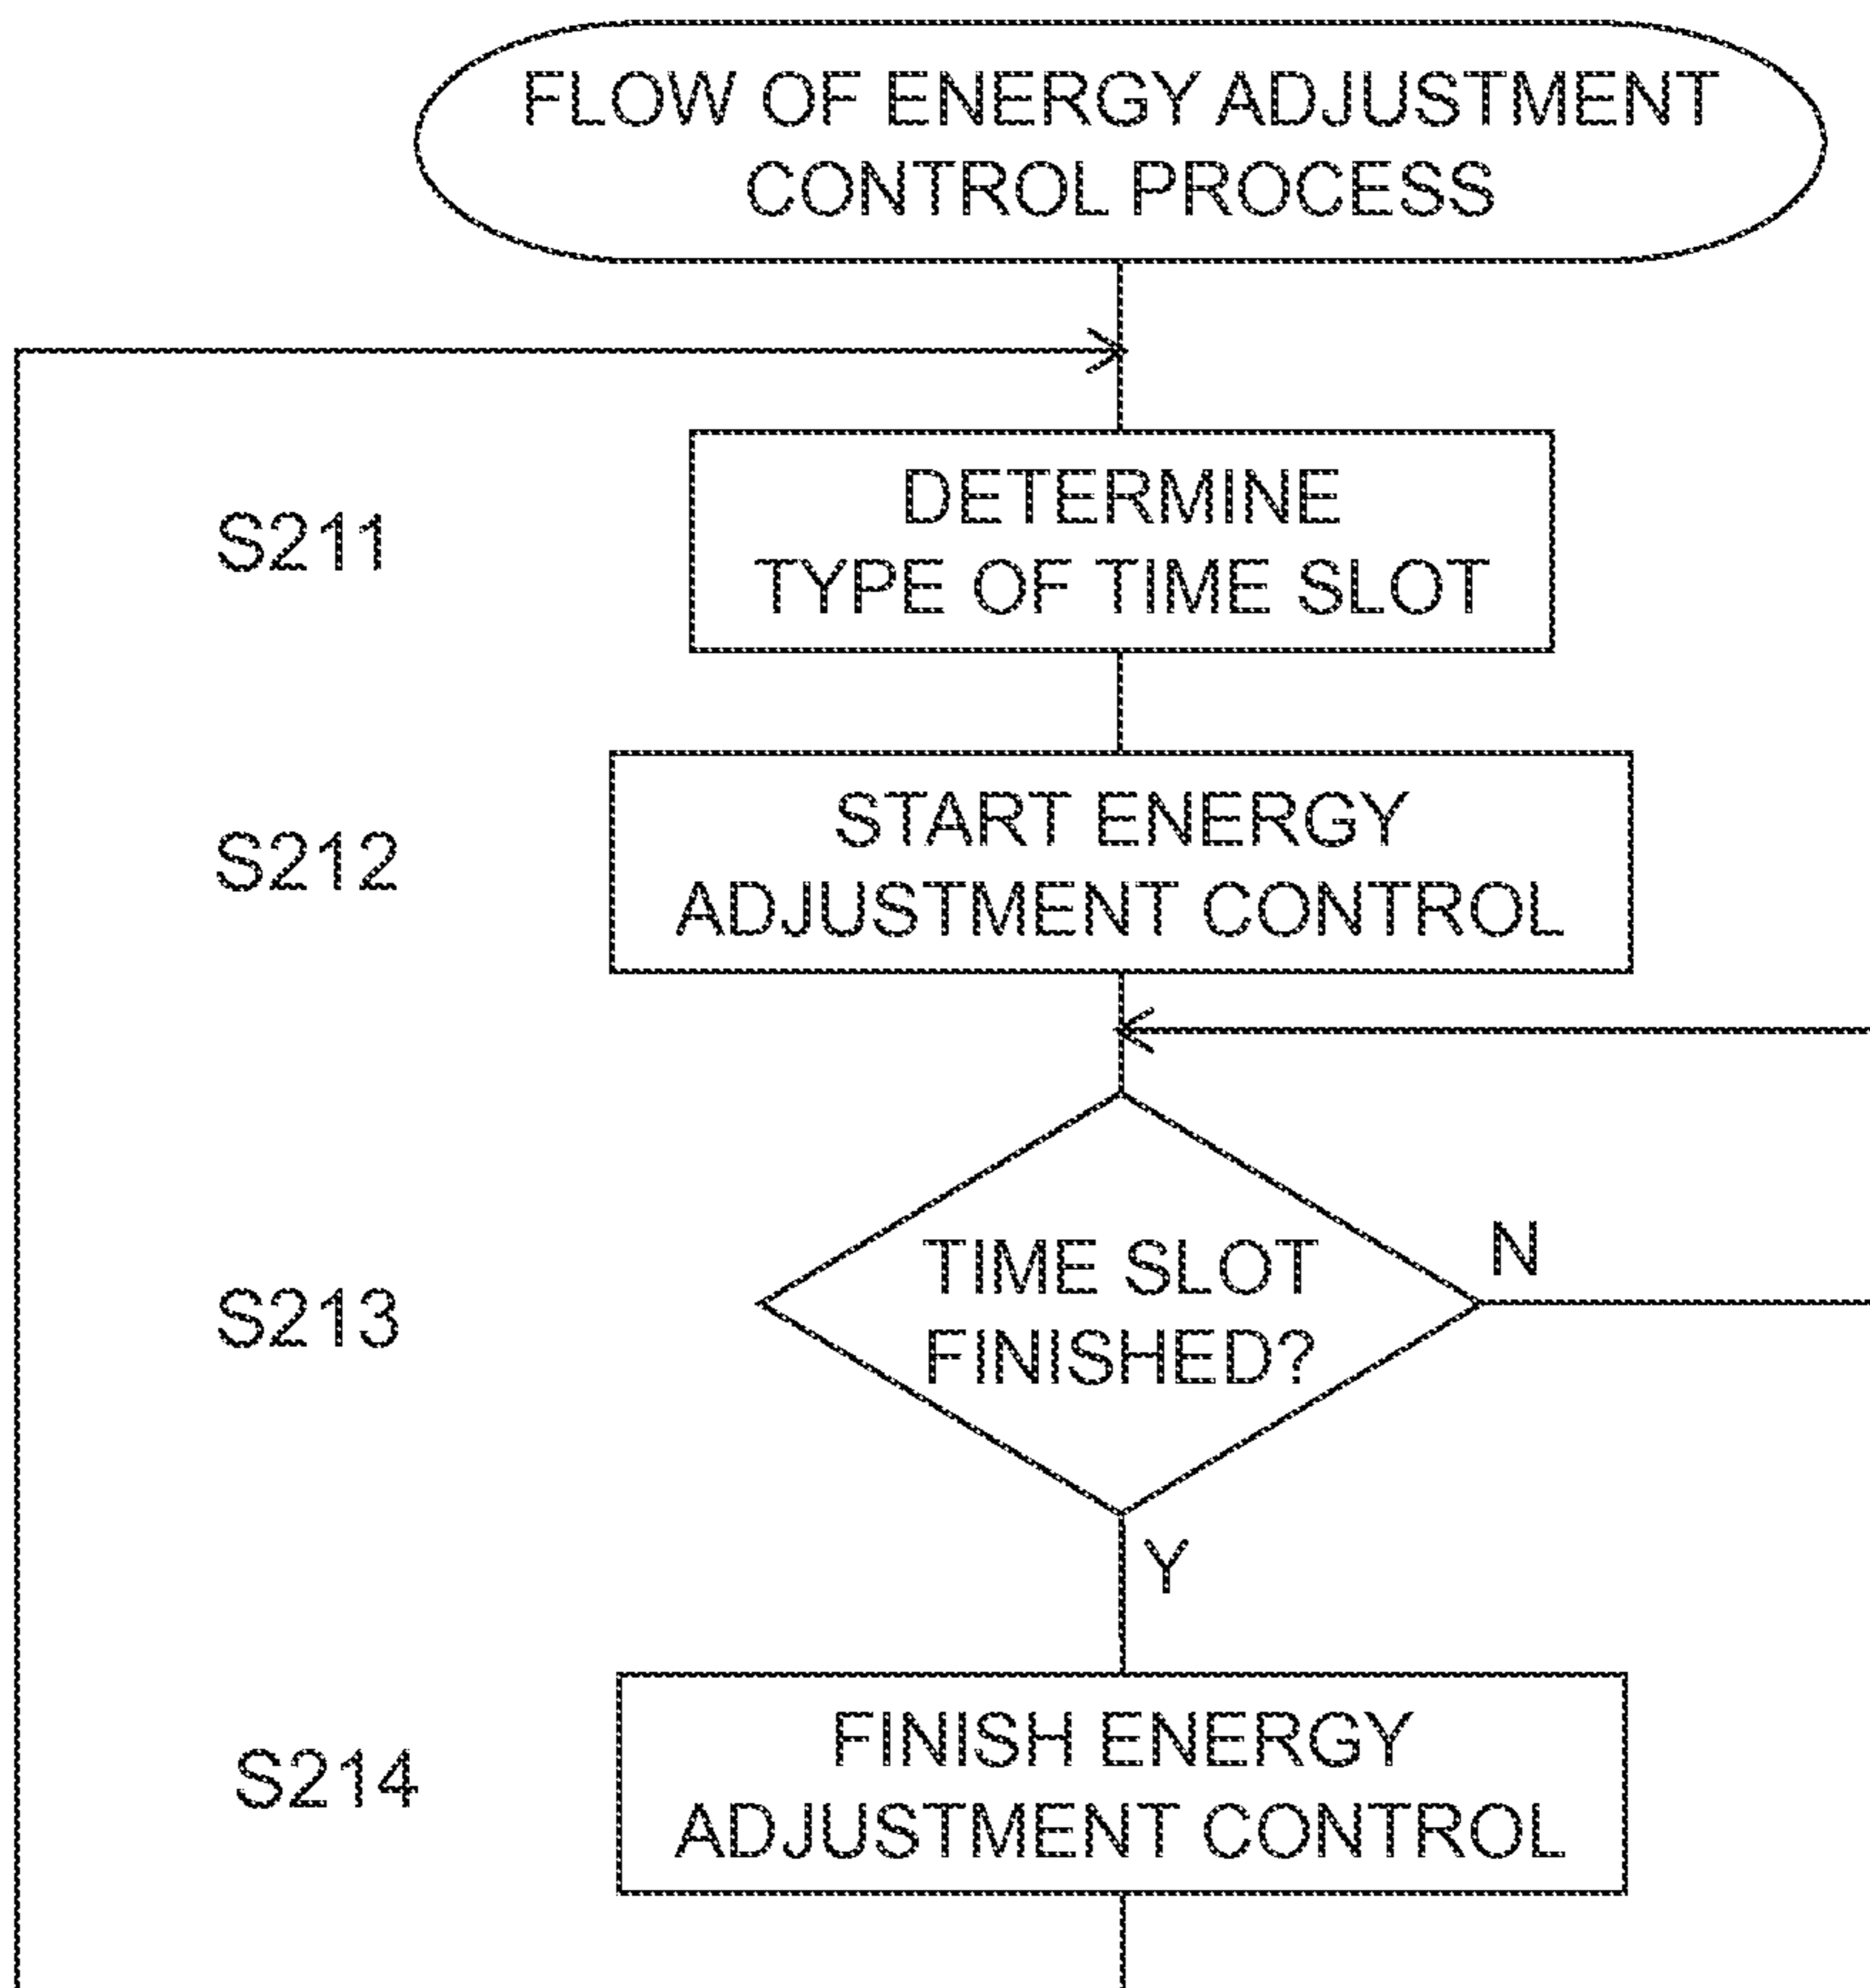 FLOW OF ENERGY ADJUSTMENT
CONTROL PROCESS
S211
DETERMINE
TYPE OF TIME SLOT
S212
START ENERGY
ADJUSTMENT CONTROL
S213
TIME SLOT
FINISHED?
N
Y
S214
FINISH ENERGY
ADJUSTMENT CONTROL